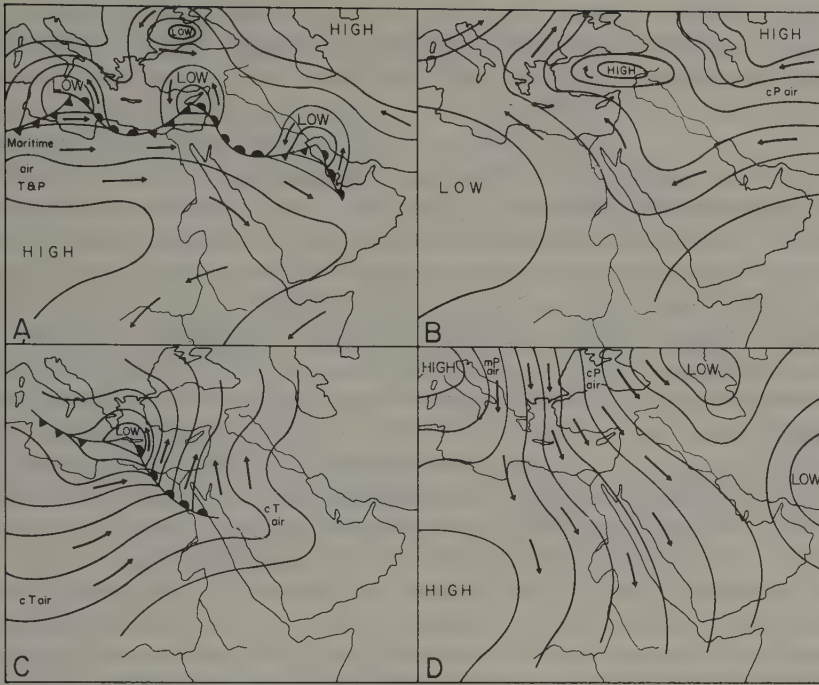 LOW
HIGH
LOW
LOW
LOW
Maritime
air
T&P
HIGH
A
HIGH
HIGH
cP air
LOW
B
LOW
cT
air
cT air
C
HIGH
mP
air
cP
air
LOW
LOW
HIGH
D